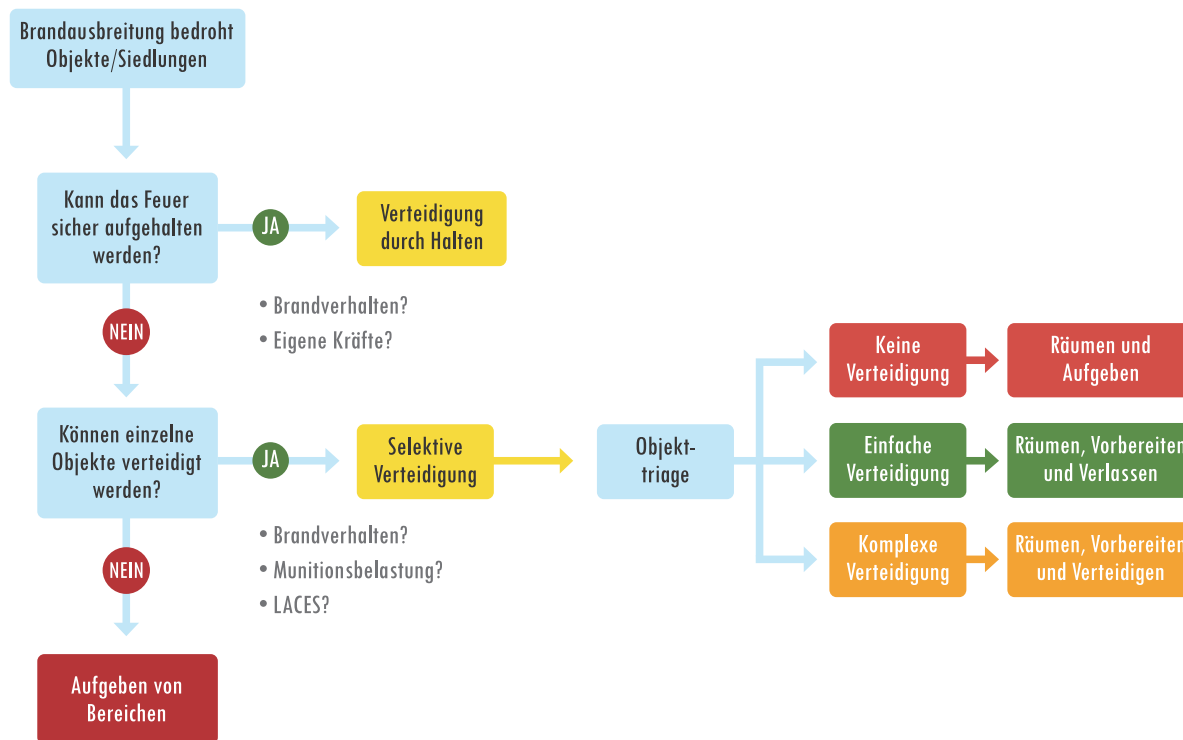 Brandausbreitung bedroht
Objekte/Siedlungen
Kann das Feuer
sicher aufgehalten
werden?
JA
Verteidigung
durch Halten
• Brandverhalten?
• Eigene Kräfte?
NEIN
Können einzelne
Objekte verteidigt
werden?
JA
Selektive
Verteidigung
• Brandverhalten?
• Munitionsbelastung?
• LACES?
Objekt-
triage
Keine
Verteidigung
Räumen und
Aufgeben
Einfache
Verteidigung
Räumen, Vorbereiten
und Verlassen
Komplexe
Verteidigung
Räumen, Vorbereiten
und Verteidigen
NEIN
Aufgeben von
Bereichen